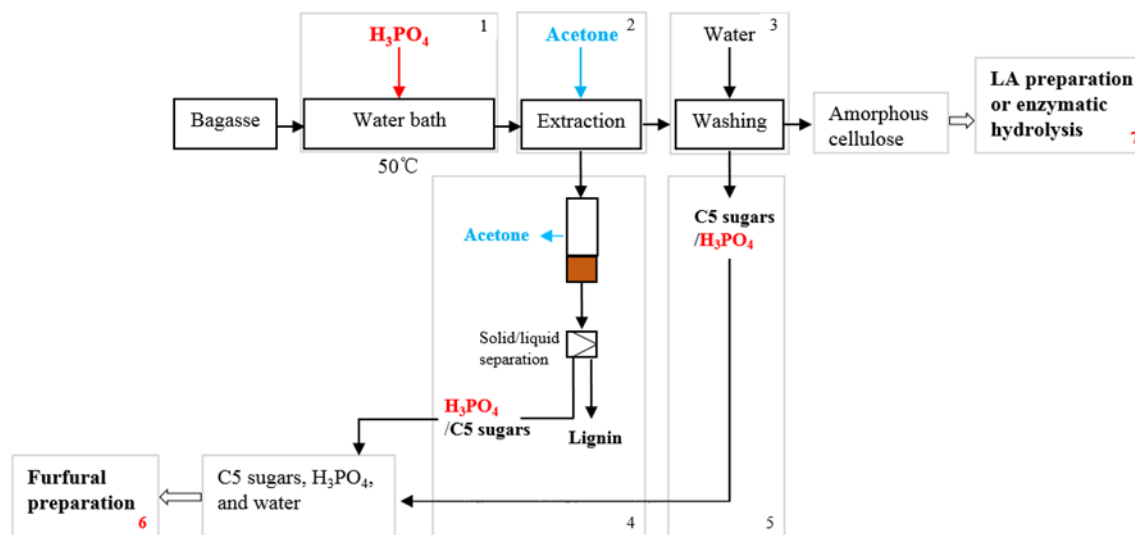 1
H₃PO₄
2
Acetone
3
Water
Bagasse
Water bath
Extraction
Washing
Amorphous
cellulose
LA preparation
or enzymatic
hydrolysis
7
50℃
C5 sugars
/H₃PO₄
Acetone
Solid/liquid
separation
H₃PO₄
/C5 sugars
Lignin
Furfural
preparation
6
C5 sugars, H₃PO₄,
and water
4
5